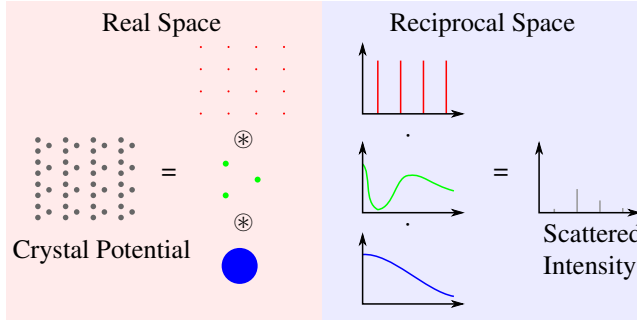 Real Space
Reciprocal Space
=
=
Crystal Potential
Scattered
Intensity